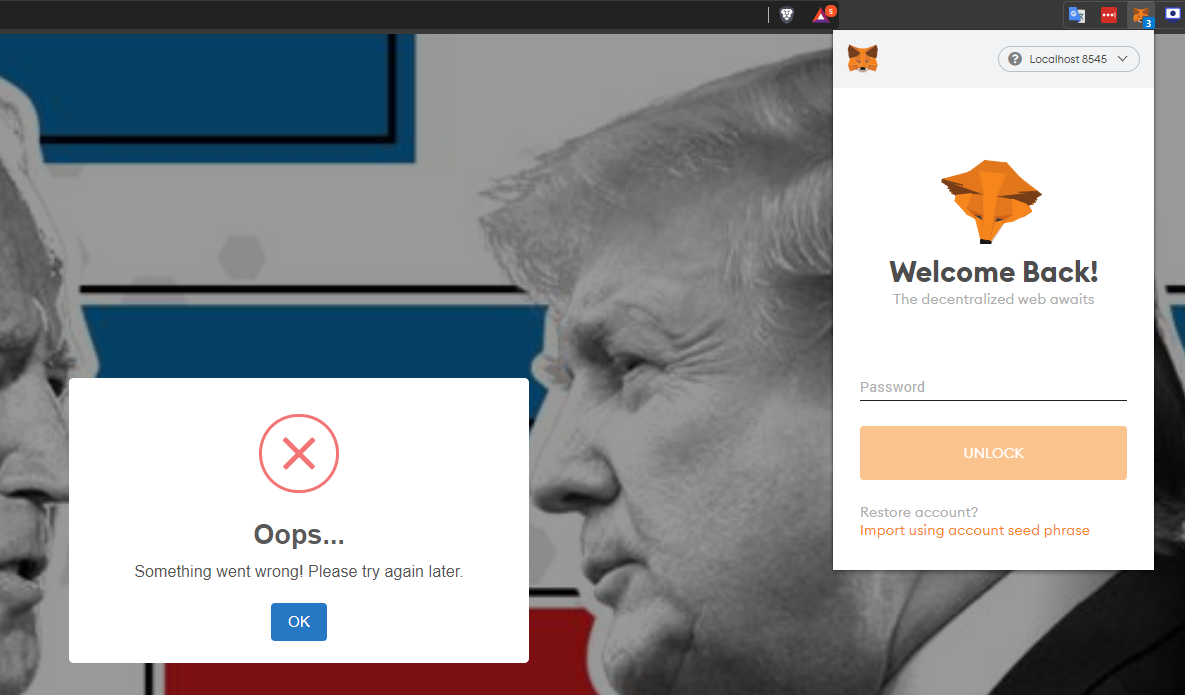 5
3
Localhost 8545
Welcome Back!
The decentralized web awaits
Password
UNLOCK
Restore account?
Import using account seed phrase
Oops...
Something went wrong! Please try again later.
OK